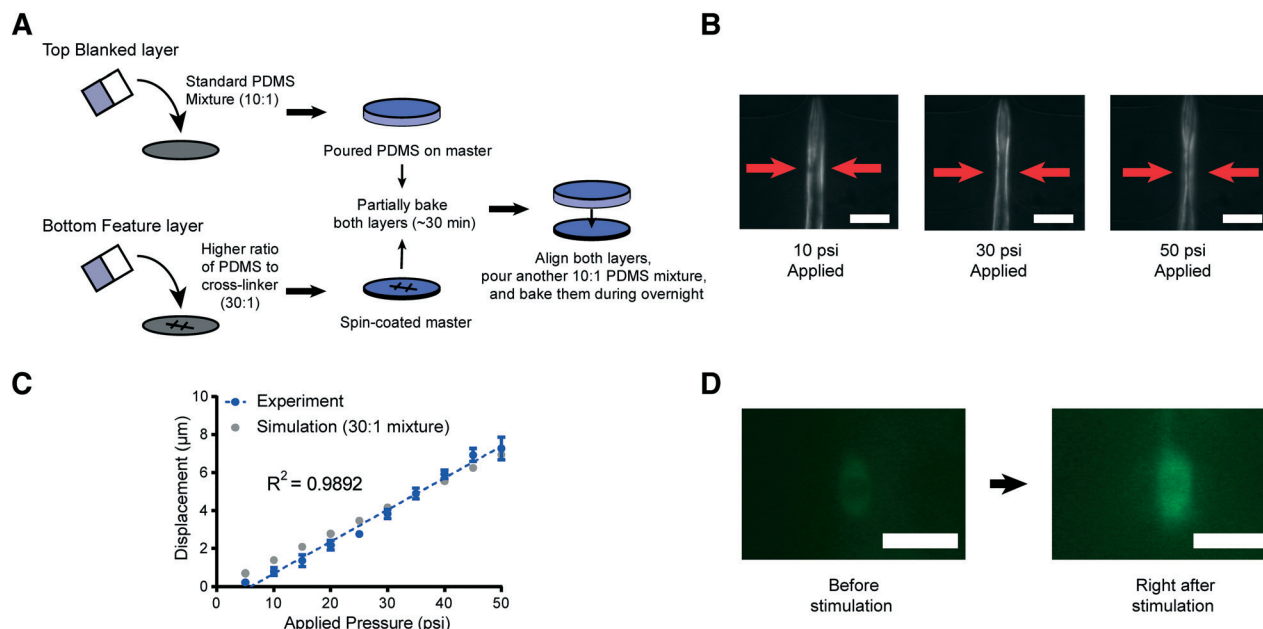 A
Top Blanked layer
Standard PDMS
Mixture (10:1)
Poured PDMS on master
Partially bake
both layers (~30 min)
Bottom Feature layer
Higher ratio
of PDMS to
cross-linker
(30:1)
Spin-coated master
Align both layers,
pour another 10:1 PDMS mixture,
and bake them during overnight
B
10 psi
Applied
30 psi
Applied
50 psi
Applied
C
Displacement (μm)
10
8
6
4
2
0
Experiment
Simulation (30:1 mixture)
R² = 0.9892
0
10
20
30
40
50
Applied Pressure (psi)
D
Before
stimulation
Right after
stimulation